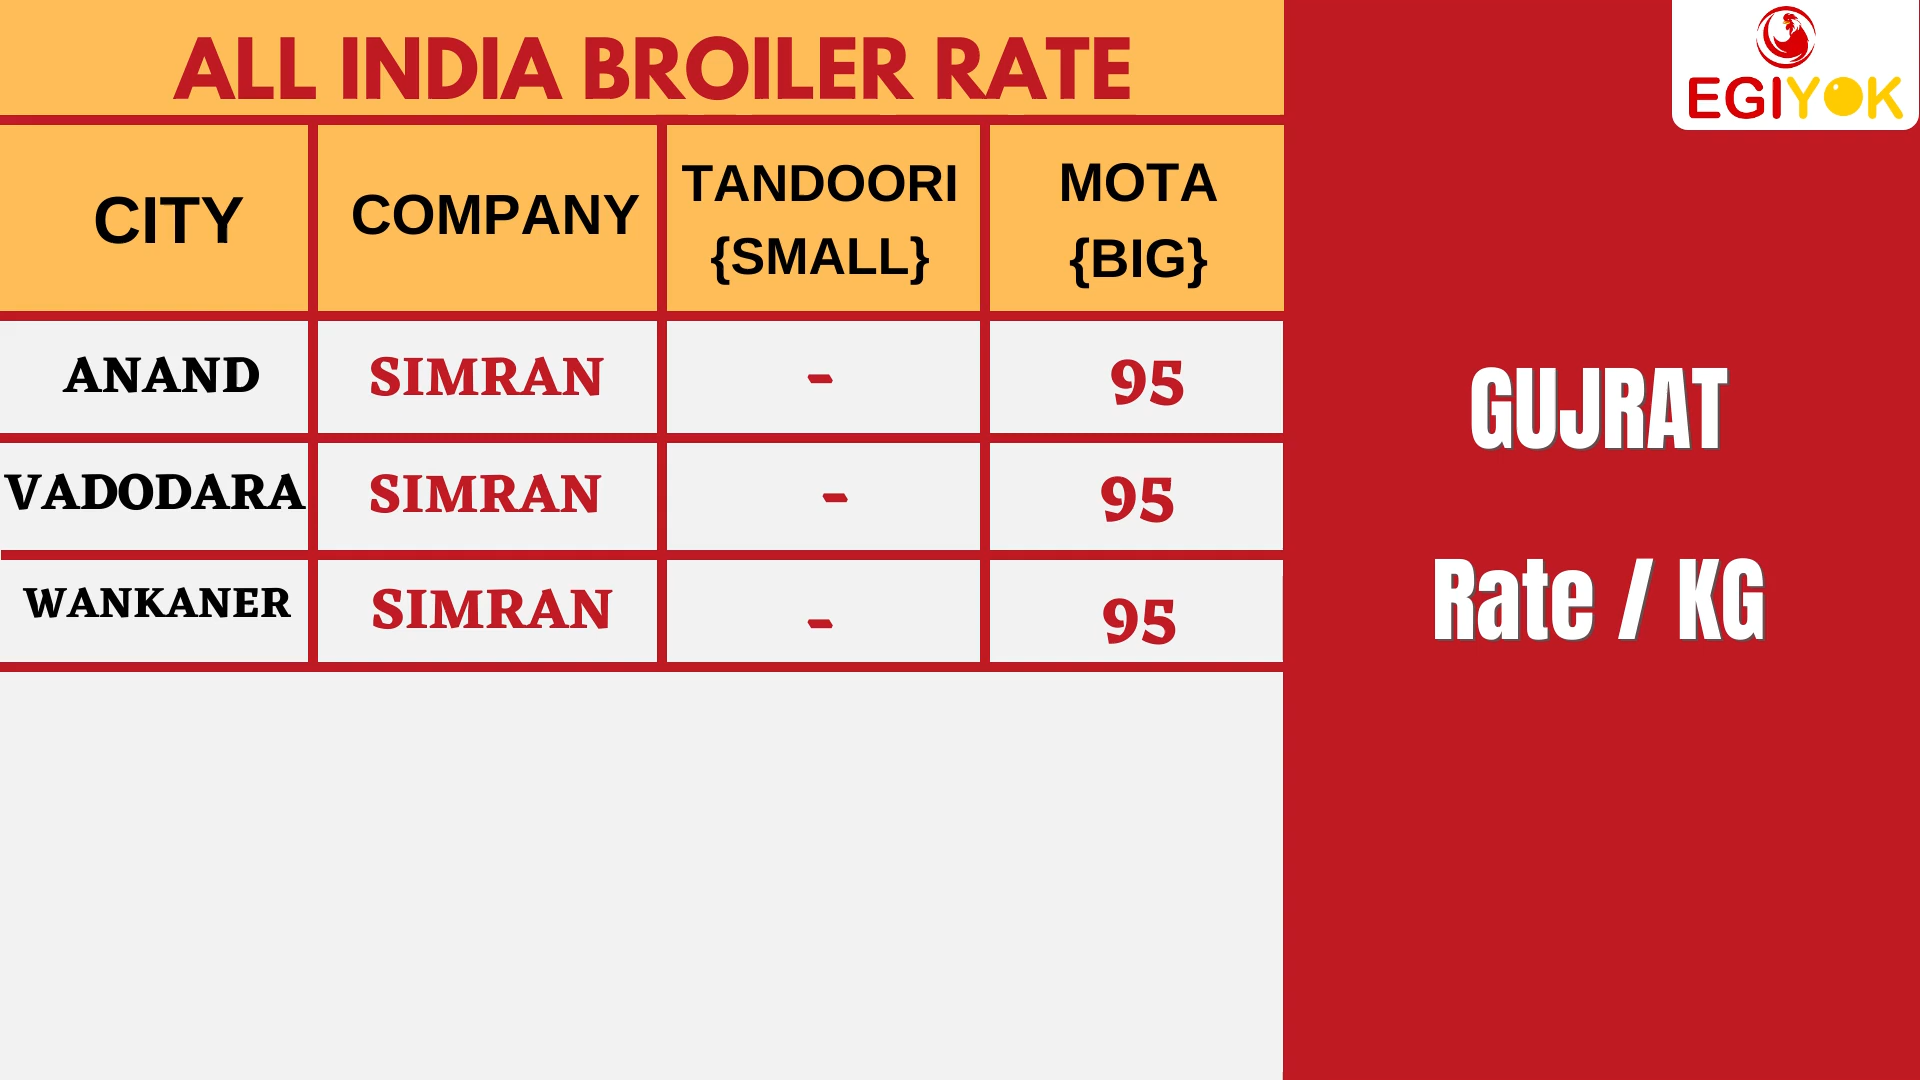 ALL INDIA BROILER RATE
EGIYOK
CITY
COMPANY
TANDOORI
{SMALL}
MOTA
{BIG}
ANAND SIMRAN - 95
VADODARA SIMRAN - 95
WANKANER SIMRAN - 95
GUJRAT
Rate / KG